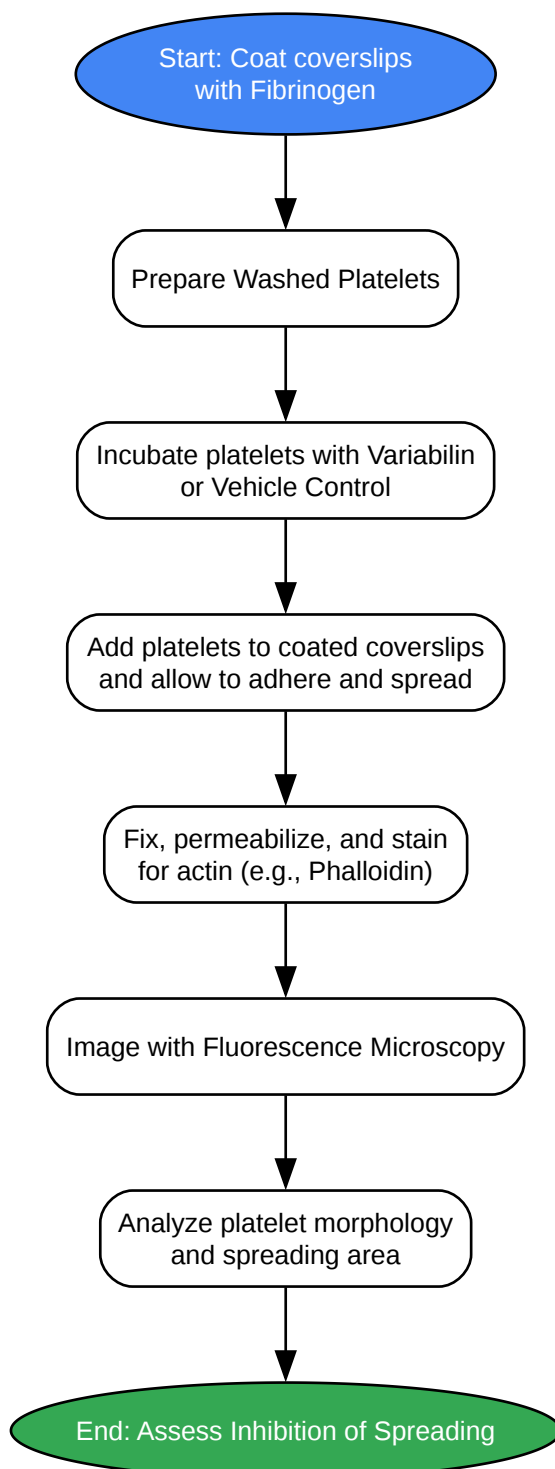 Start: Coat coverslips
with Fibrinogen
Prepare Washed Platelets
Incubate platelets with Variabilin
or Vehicle Control
Add platelets to coated coverslips
and allow to adhere and spread
Fix, permeabilize, and stain
for actin (e.g., Phalloidin)
Image with Fluorescence Microscopy
Analyze platelet morphology
and spreading area
End: Assess Inhibition of Spreading